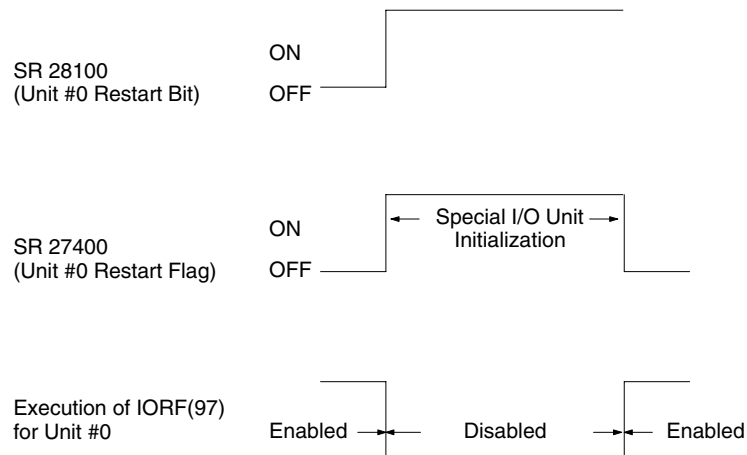 ON
SR 28100
(Unit #0 Restart Bit)
OFF
Special I/O Unit
Initialization
ON
SR 27400
(Unit #0 Restart Flag)
OFF
Execution of IORF(97)
for Unit #0
Enabled
Disabled
Enabled